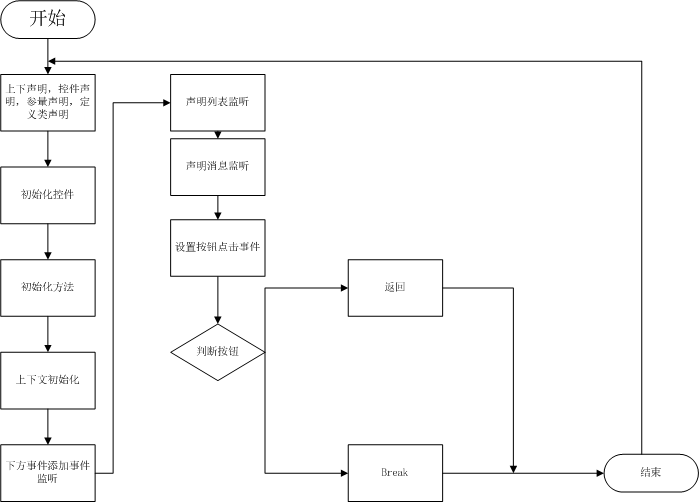 开始
上下声明，控件声
明，参量声明，定
义类声明
初始化控件
初始化方法
上下文初始化
下方事件添加事件
监听
声明列表监听
声明消息监听
设置按钮点击事件
判断按钮
返回
Break
结束